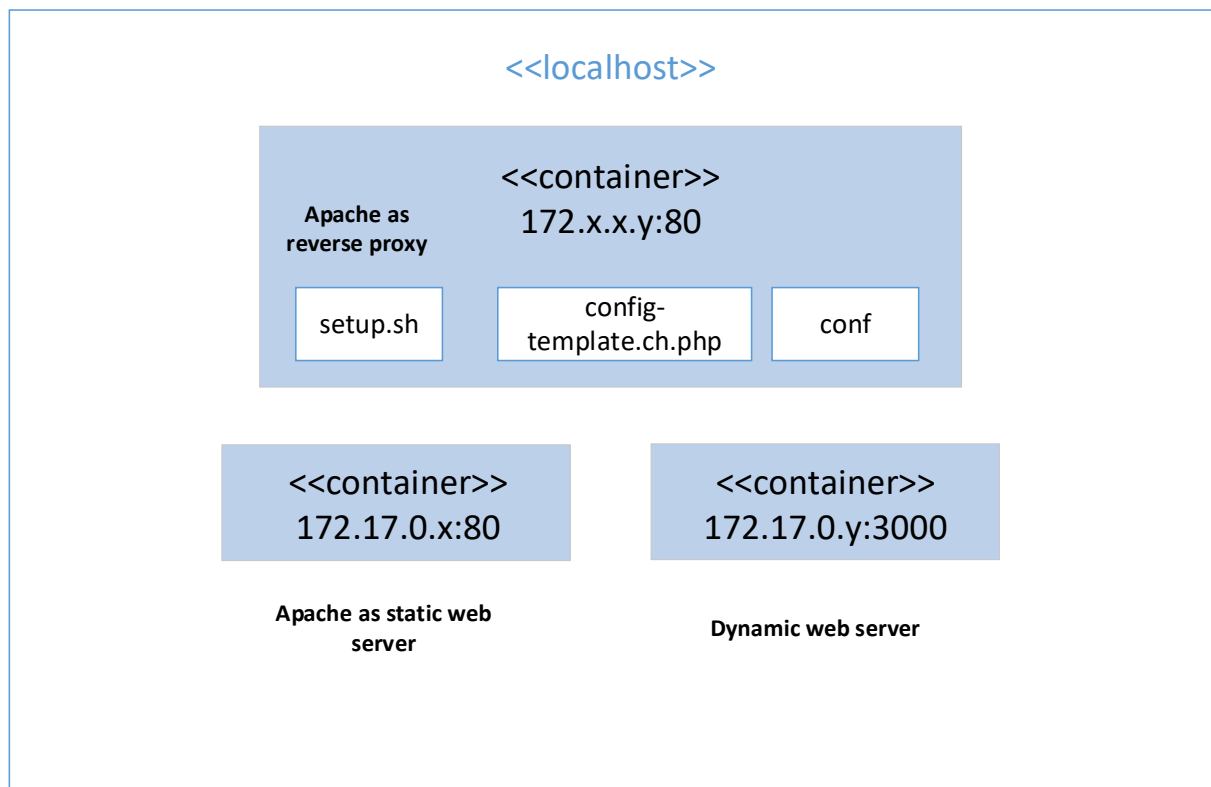 <<localhost>>
<<container>>
172.x.x.y:80
Apache as
reverse proxy
setup.sh
config-
template.ch.php
conf
<<container>>
172.17.0.x:80
<<container>>
172.17.0.y:3000
Apache as static web
server
Dynamic web server